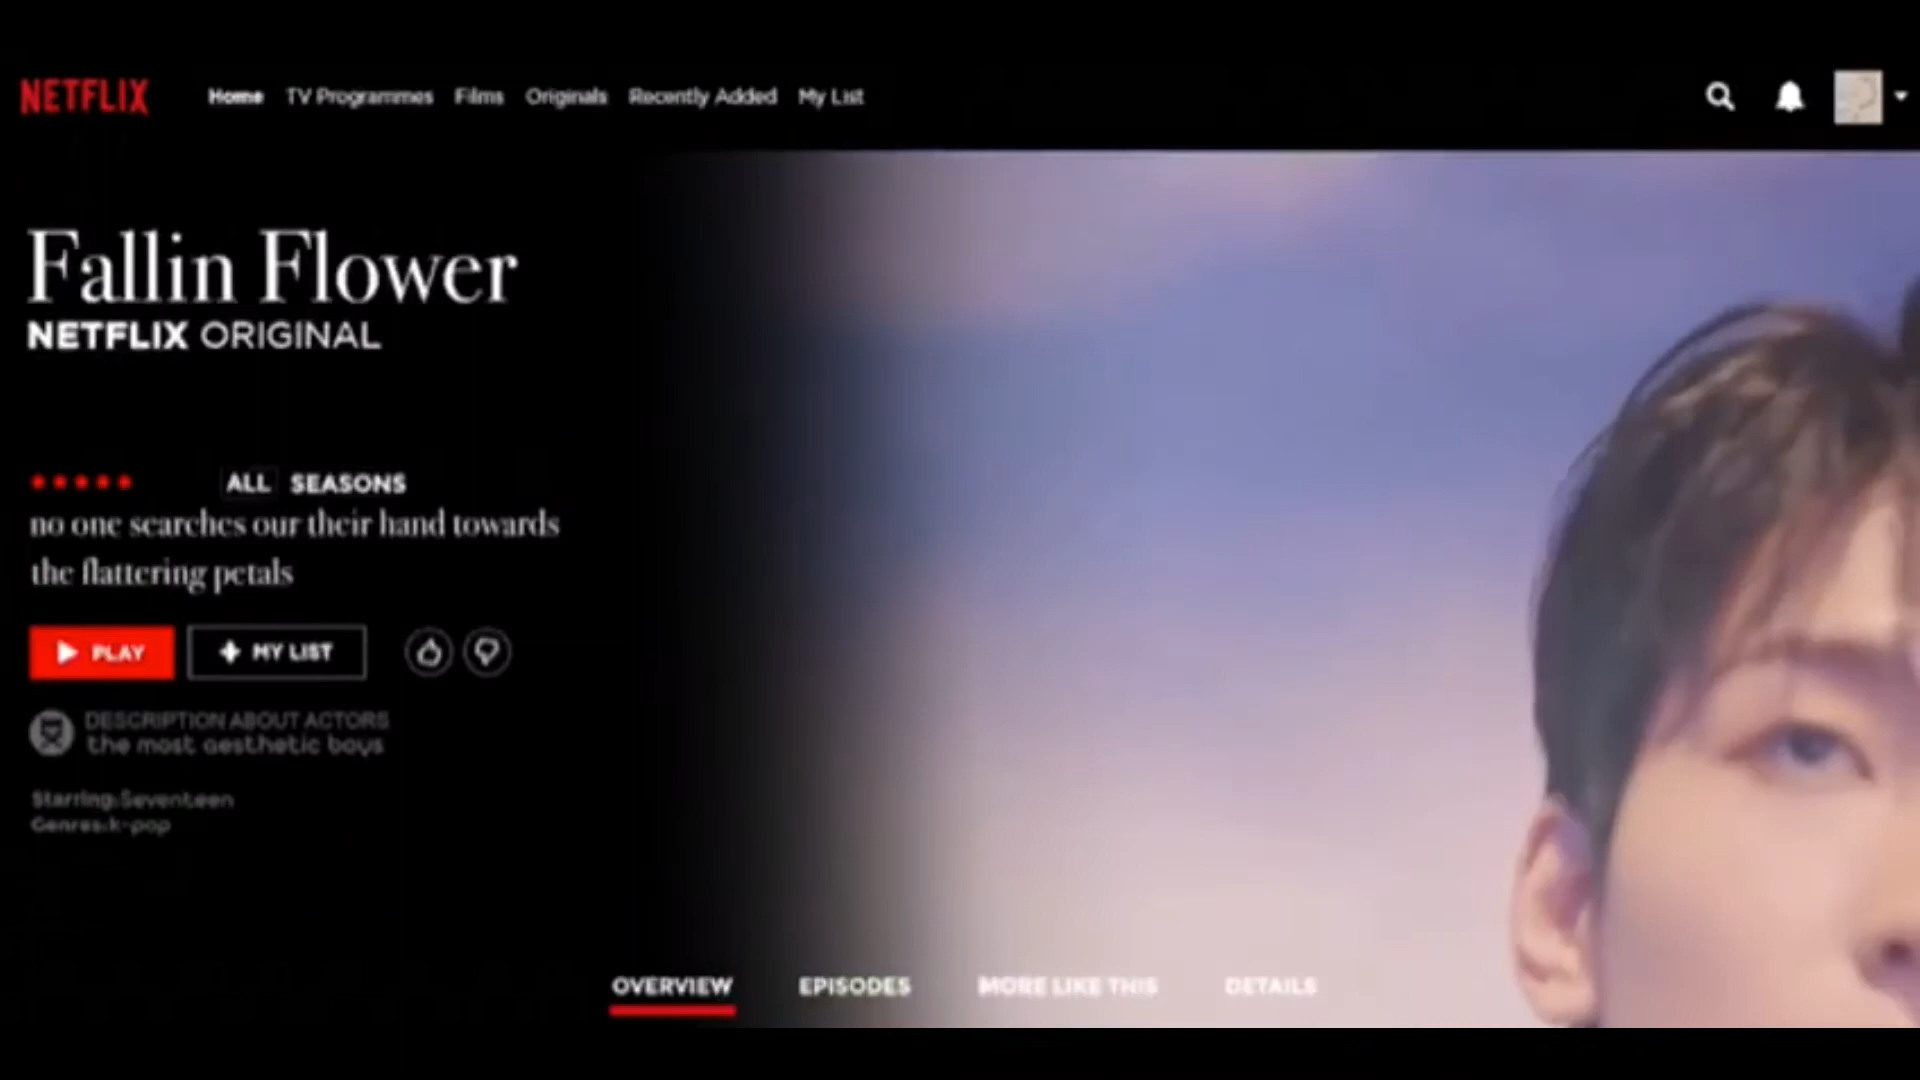 NETFLIX Home TV Programmes Films Originals Recently Added My List
Fallin Flower
NETFLIX ORIGINAL
ALL SEASONS
no one searches our their hand towards
the flattering petals
PLAY MY LIST
DESCRIPTION ABOUT ACTORS
the most aesthetic boys
Starring:Seventeen
Genres:k-pop
OVERVIEW EPISODES MORE LIKE THIS DETAILS